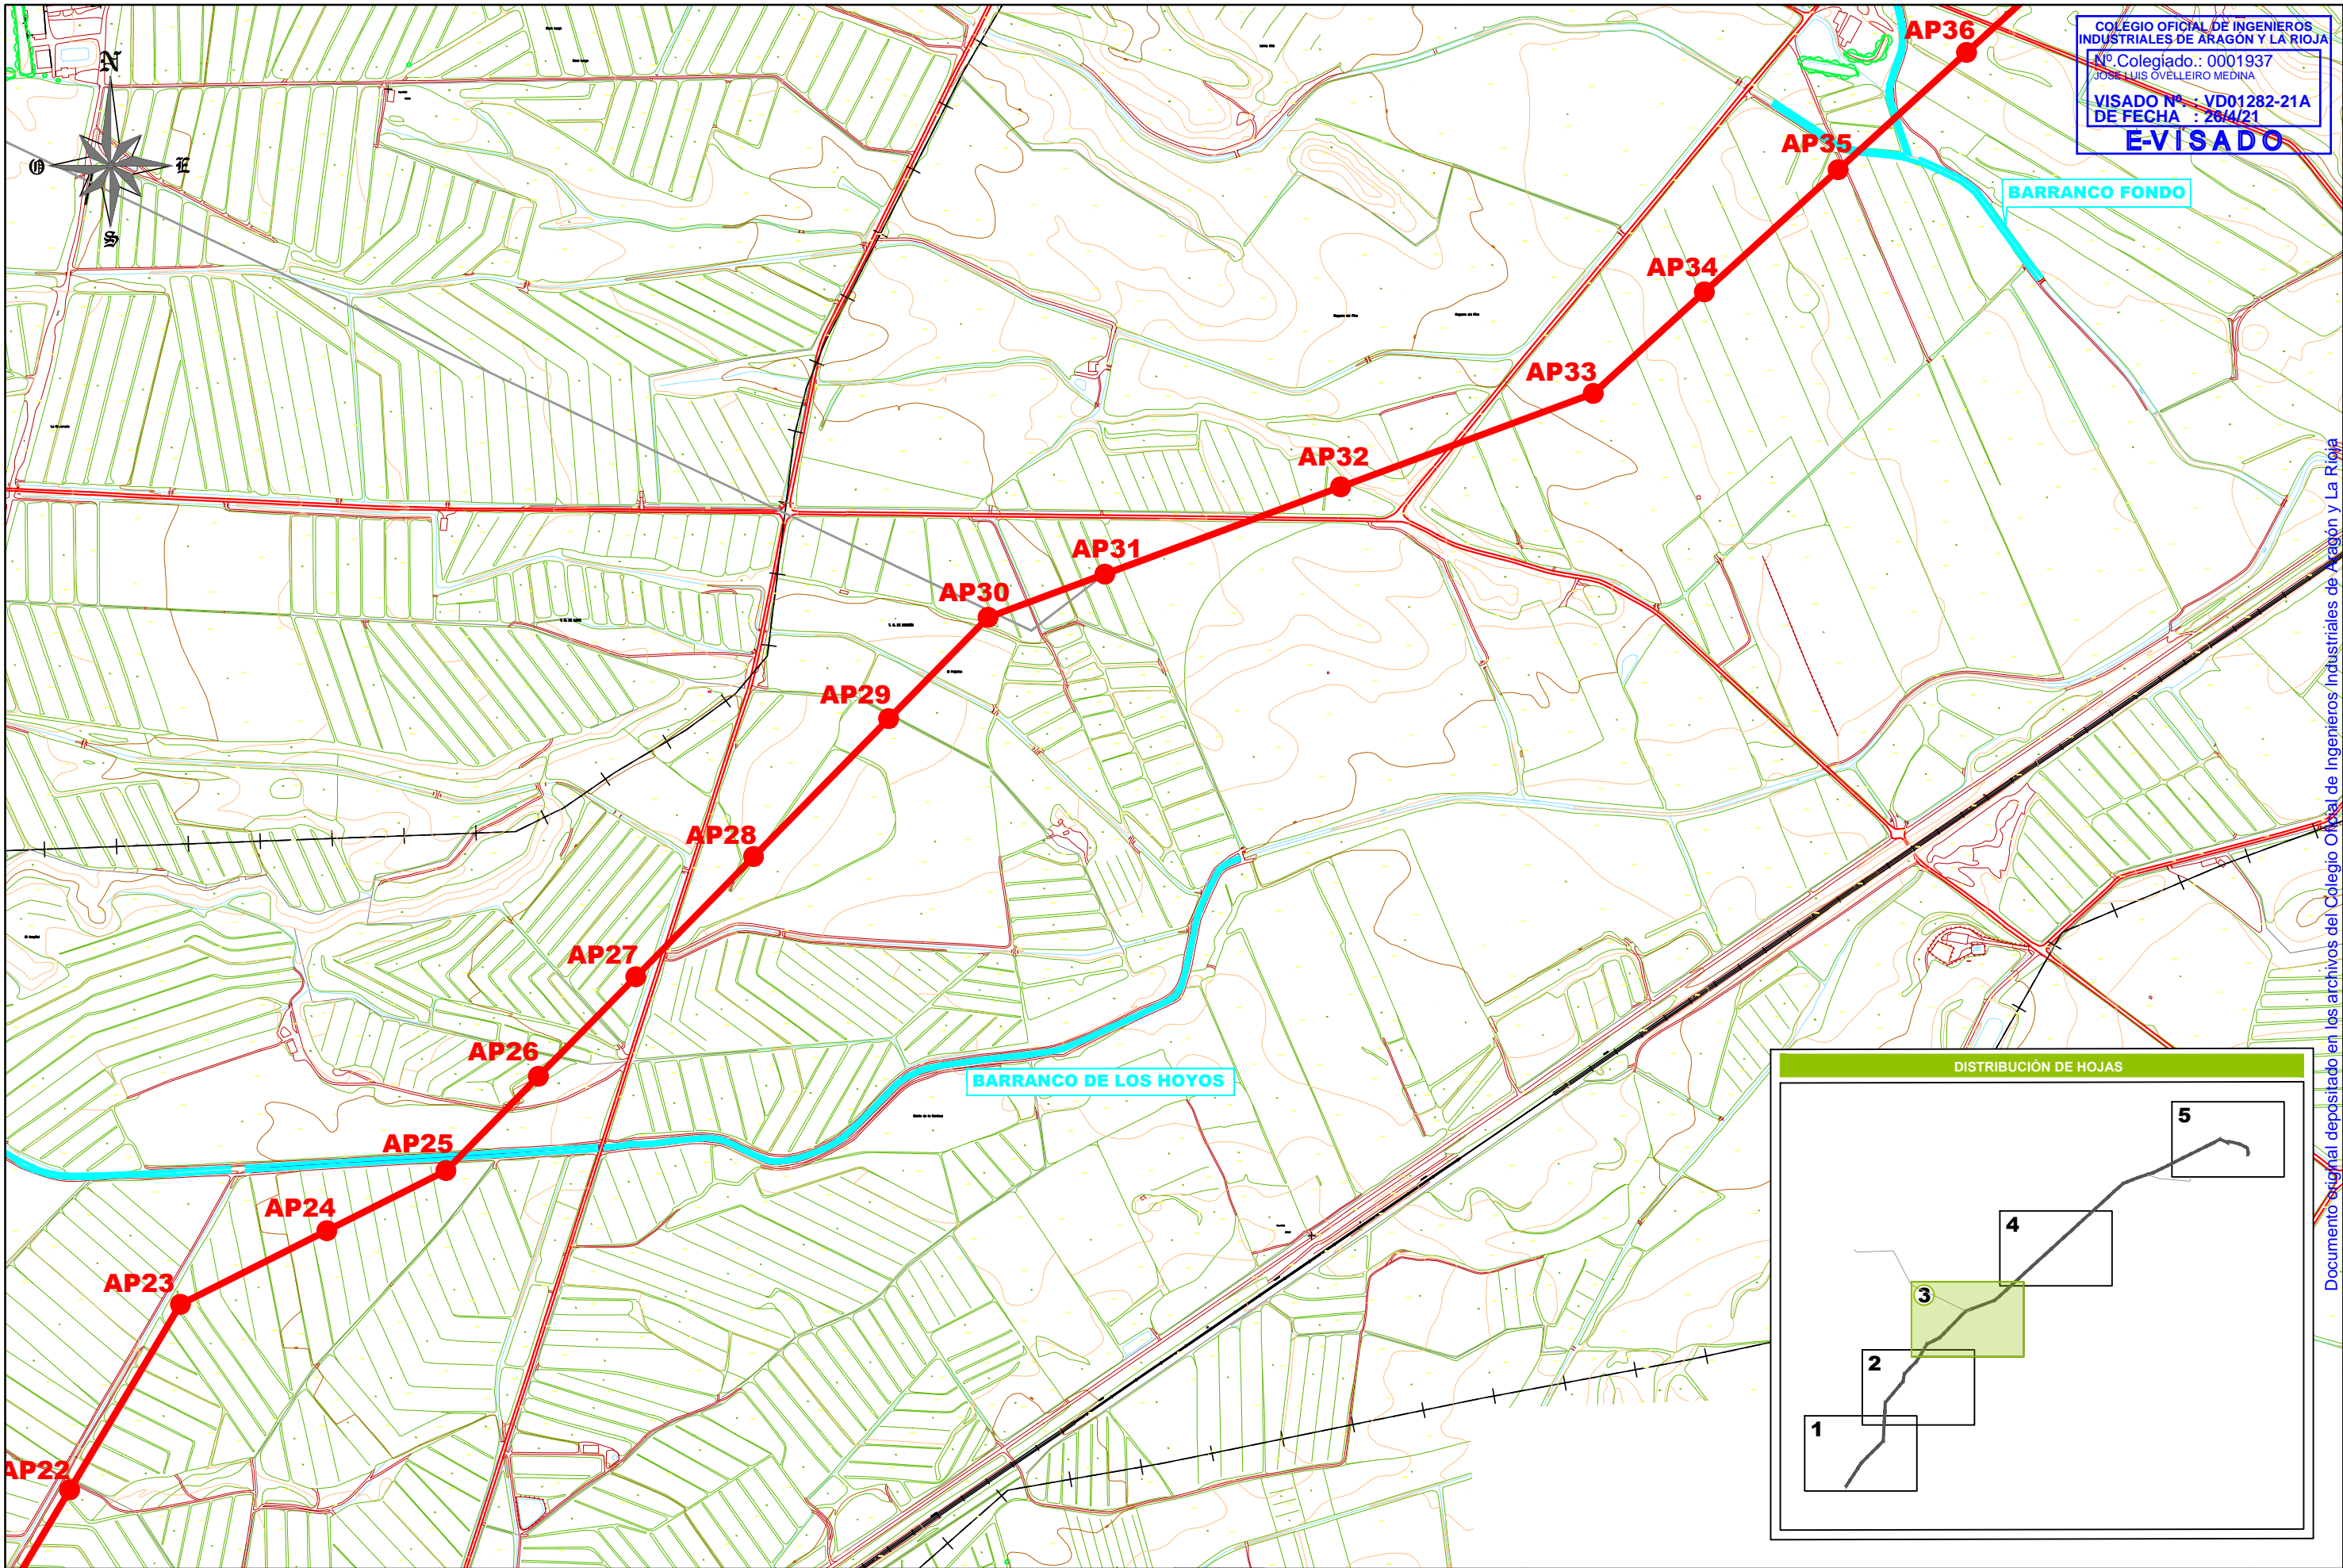 AP36
COLEGIO OFICIAL DE INGENIEROS
INDUSTRIALES DE ARAGÓN Y LA RIOJA
Nº.Colegiado.: 0001937
JOSE LUIS OVELLEIRO MEDINA
VISADO Nº. : VD01282-21A
DE FECHA : 26/4/21
E-VISADO
N
O
E
S
AP35
BARRANCO FONDO
AP34
AP33
AP32
AP31
AP30
AP29
AP28
AP27
AP26
BARRANCO DE LOS HOYOS
AP25
AP24
AP23
AP22
DISTRIBUCIÓN DE HOJAS
5
4
3
2
1
Documento original depositado en los archivos del Colegio Oficial de Ingenieros Industriales de Aragón y La Rioja